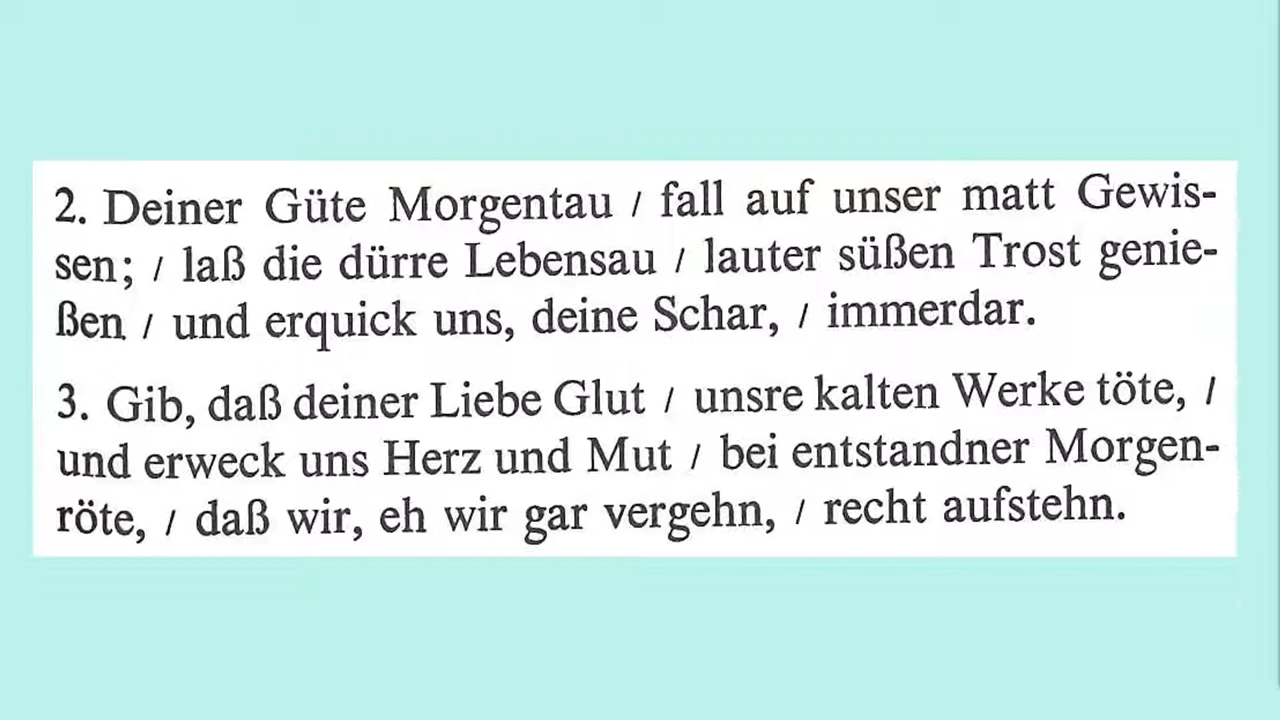 2. Deiner Güte Morgentau / fall auf unser matt Gewis-
sen; / laß die dürre Lebensau / lauter süßen Trost genie-
ßen / und erquick uns, deine Schar, / immerdar.
3. Gib, daß deiner Liebe Glut / unsre kalten Werke töte, /
und erweck uns Herz und Mut / bei entstandner Morgen-
röte, / daß wir, eh wir gar vergehn, / recht aufstehn.